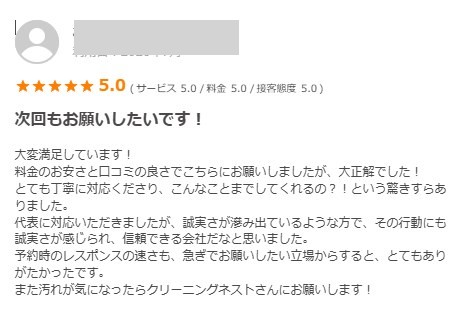 ★★★★★ 5.0 ( サービス 5.0 / 料金 5.0 / 接客態度 5.0 )
次回もお願いしたいです！
大変満足しています！
料金のお安さと口コミの良さでこちらにお願いしましたが、大正解でした！
とても丁寧に対応くださり、こんなことまでしてくれるの？！という驚きすらあ
りました。
代表に対応いただきましたが、誠実さが滲み出ているような方で、その行動にも
誠実さが感じられ、信頼できる会社だなと思いました。
予約時のレスポンスの速さも、急ぎでお願いしたい立場からすると、とてもあり
がたかったです。
また汚れが気になったらクリーニングネストさんにお願いします！